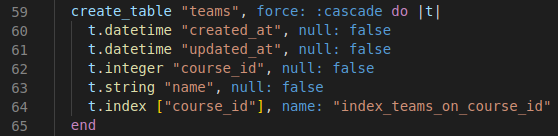 59 create_table "teams", force: :cascade do |t|
60 t.datetime "created_at", null: false
61 t.datetime "updated_at", null: false
62 t.integer "course_id", null: false
63 t.string "name", null: false
64 t.index ["course_id"], name: "index_teams_on_course_id"
65 end